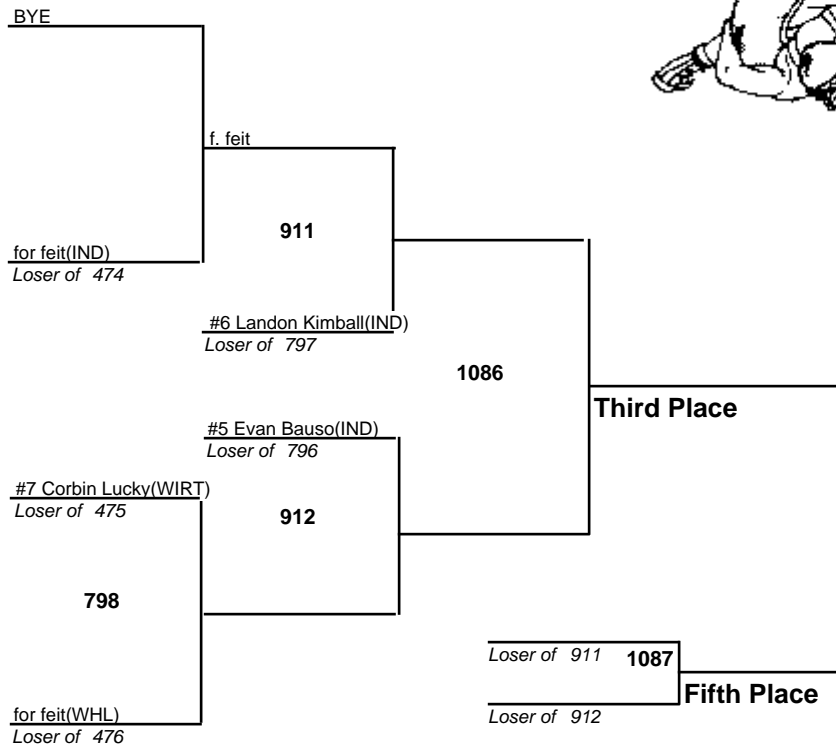 BYE
f. feit
911
for feit(IND)
Loser of 474
#6 Landon Kimball(IND)
Loser of 797
1086
Third Place
#5 Evan Bauso(IND)
Loser of 796
#7 Corbin Lucky(WIRT)
Loser of 475
912
798
Loser of 911 1087
Fifth Place
for feit(WHL)
Loser of 476
Loser of 912